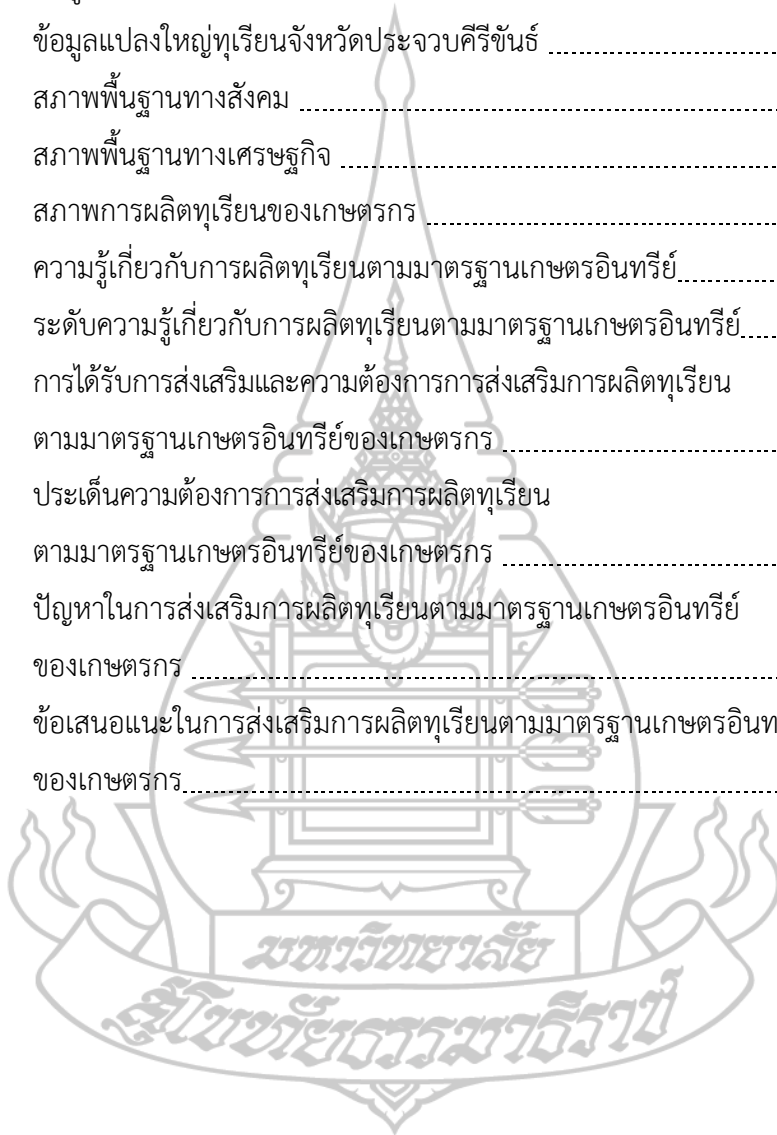 ข้อมูลแปลงใหญ่ทุเรียนจังหวัดประจวบคีรีขันธ์
สภาพพื้นฐานทางสังคม
สภาพพื้นฐานทางเศรษฐกิจ
สภาพการผลิตทุเรียนของเกษตรกร
ความรู้เกี่ยวกับการผลิตทุเรียนตามมาตรฐานเกษตรอินทรีย์
ระดับความรู้เกี่ยวกับการผลิตทุเรียนตามมาตรฐานเกษตรอินทรีย์
การได้รับการส่งเสริมและความต้องการการส่งเสริมการผลิตทุเรียน
ตามมาตรฐานเกษตรอินทรีย์ของเกษตรกร
ประเด็นความต้องการการส่งเสริมการผลิตทุเรียน
ตามมาตรฐานเกษตรอินทรีย์ของเกษตรกร
ปัญหาในการส่งเสริมการผลิตทุเรียนตามมาตรฐานเกษตรอินทรีย์
ของเกษตรกร
ข้อเสนอแนะในการส่งเสริมการผลิตทุเรียนตามมาตรฐานเกษตรอินท
ของเกษตรกร
มหาวิทยาลัย
สุโขทัยธรรมาธิราช